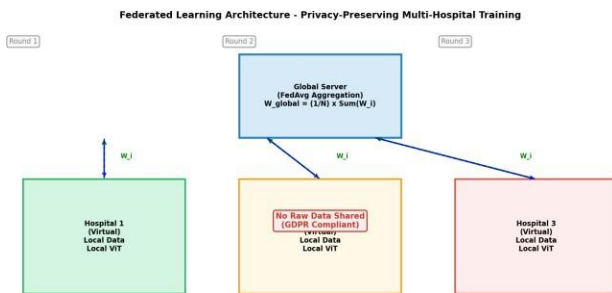 Federated Learning Architecture - Privacy-Preserving Multi-Hospital Training
Round 1
Round 2
Round 3
Global Server
(FedAvg Aggregation)
W_global = (1/N) x Sum(W_i)
W_i
W_i
W_i
Hospital 1
(Virtual)
Local Data
Local ViT
No Raw Data Shared
(GDPR Compliant)
(Virtual)
Local Data
Local ViT
Hospital 3
(Virtual)
Local Data
Local ViT